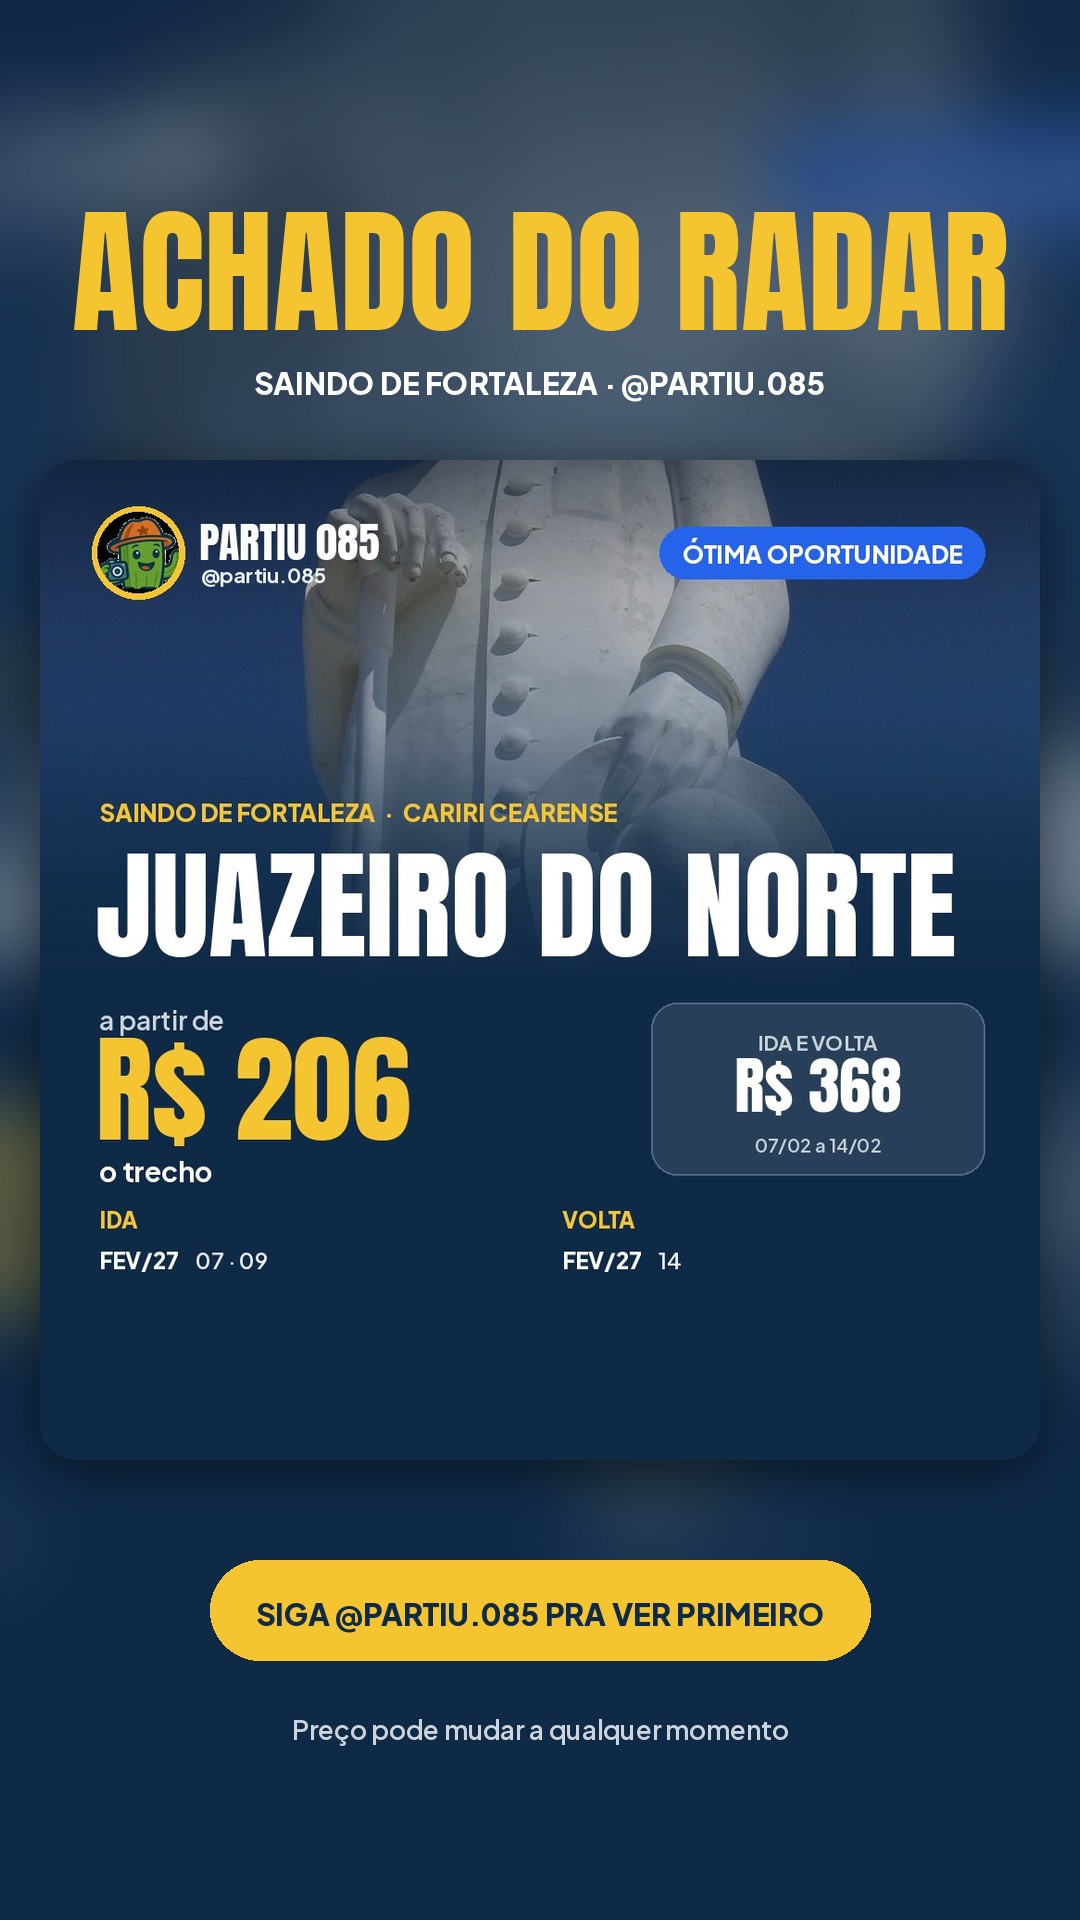 ACHADO DO RADAR
SAINDO DE FORTALEZA · @PARTIU.085
PARTIU 085
@partiu.085
ÓTIMA OPORTUNIDADE
SAINDO DE FORTALEZA · CARIRI CEARENSE
JUAZEIRO DO NORTE
a partir de
R$ 206
o trecho
IDA E VOLTA
R$ 368
07/02 a 14/02
IDA
FEV/27 07 · 09
VOLTA
FEV/27 14
SIGA @PARTIU.085 PRA VER PRIMEIRO
Preço pode mudar a qualquer momento